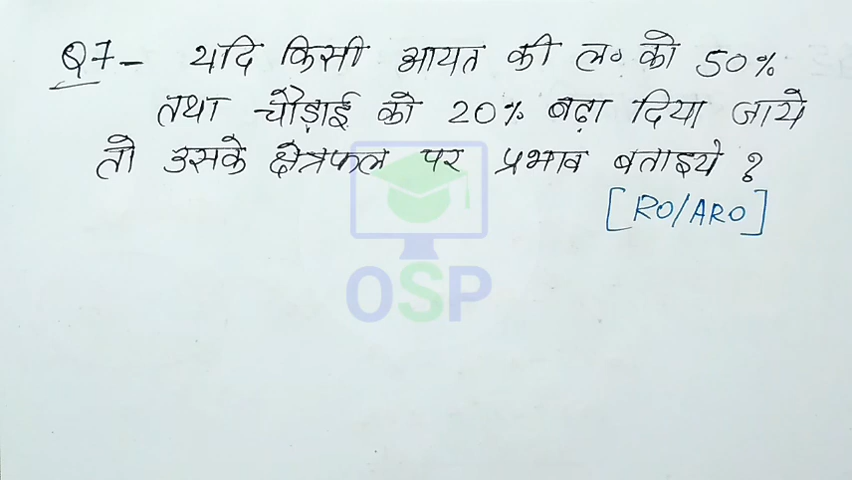 Q7- यदि किसी आयत की ल॰ को 50%
तथा चौड़ाई को 20% बढ़ा दिया जाये
तो उसके क्षेत्रफल पर प्रभाव बताइये ?
[RO/ARO]
OSP